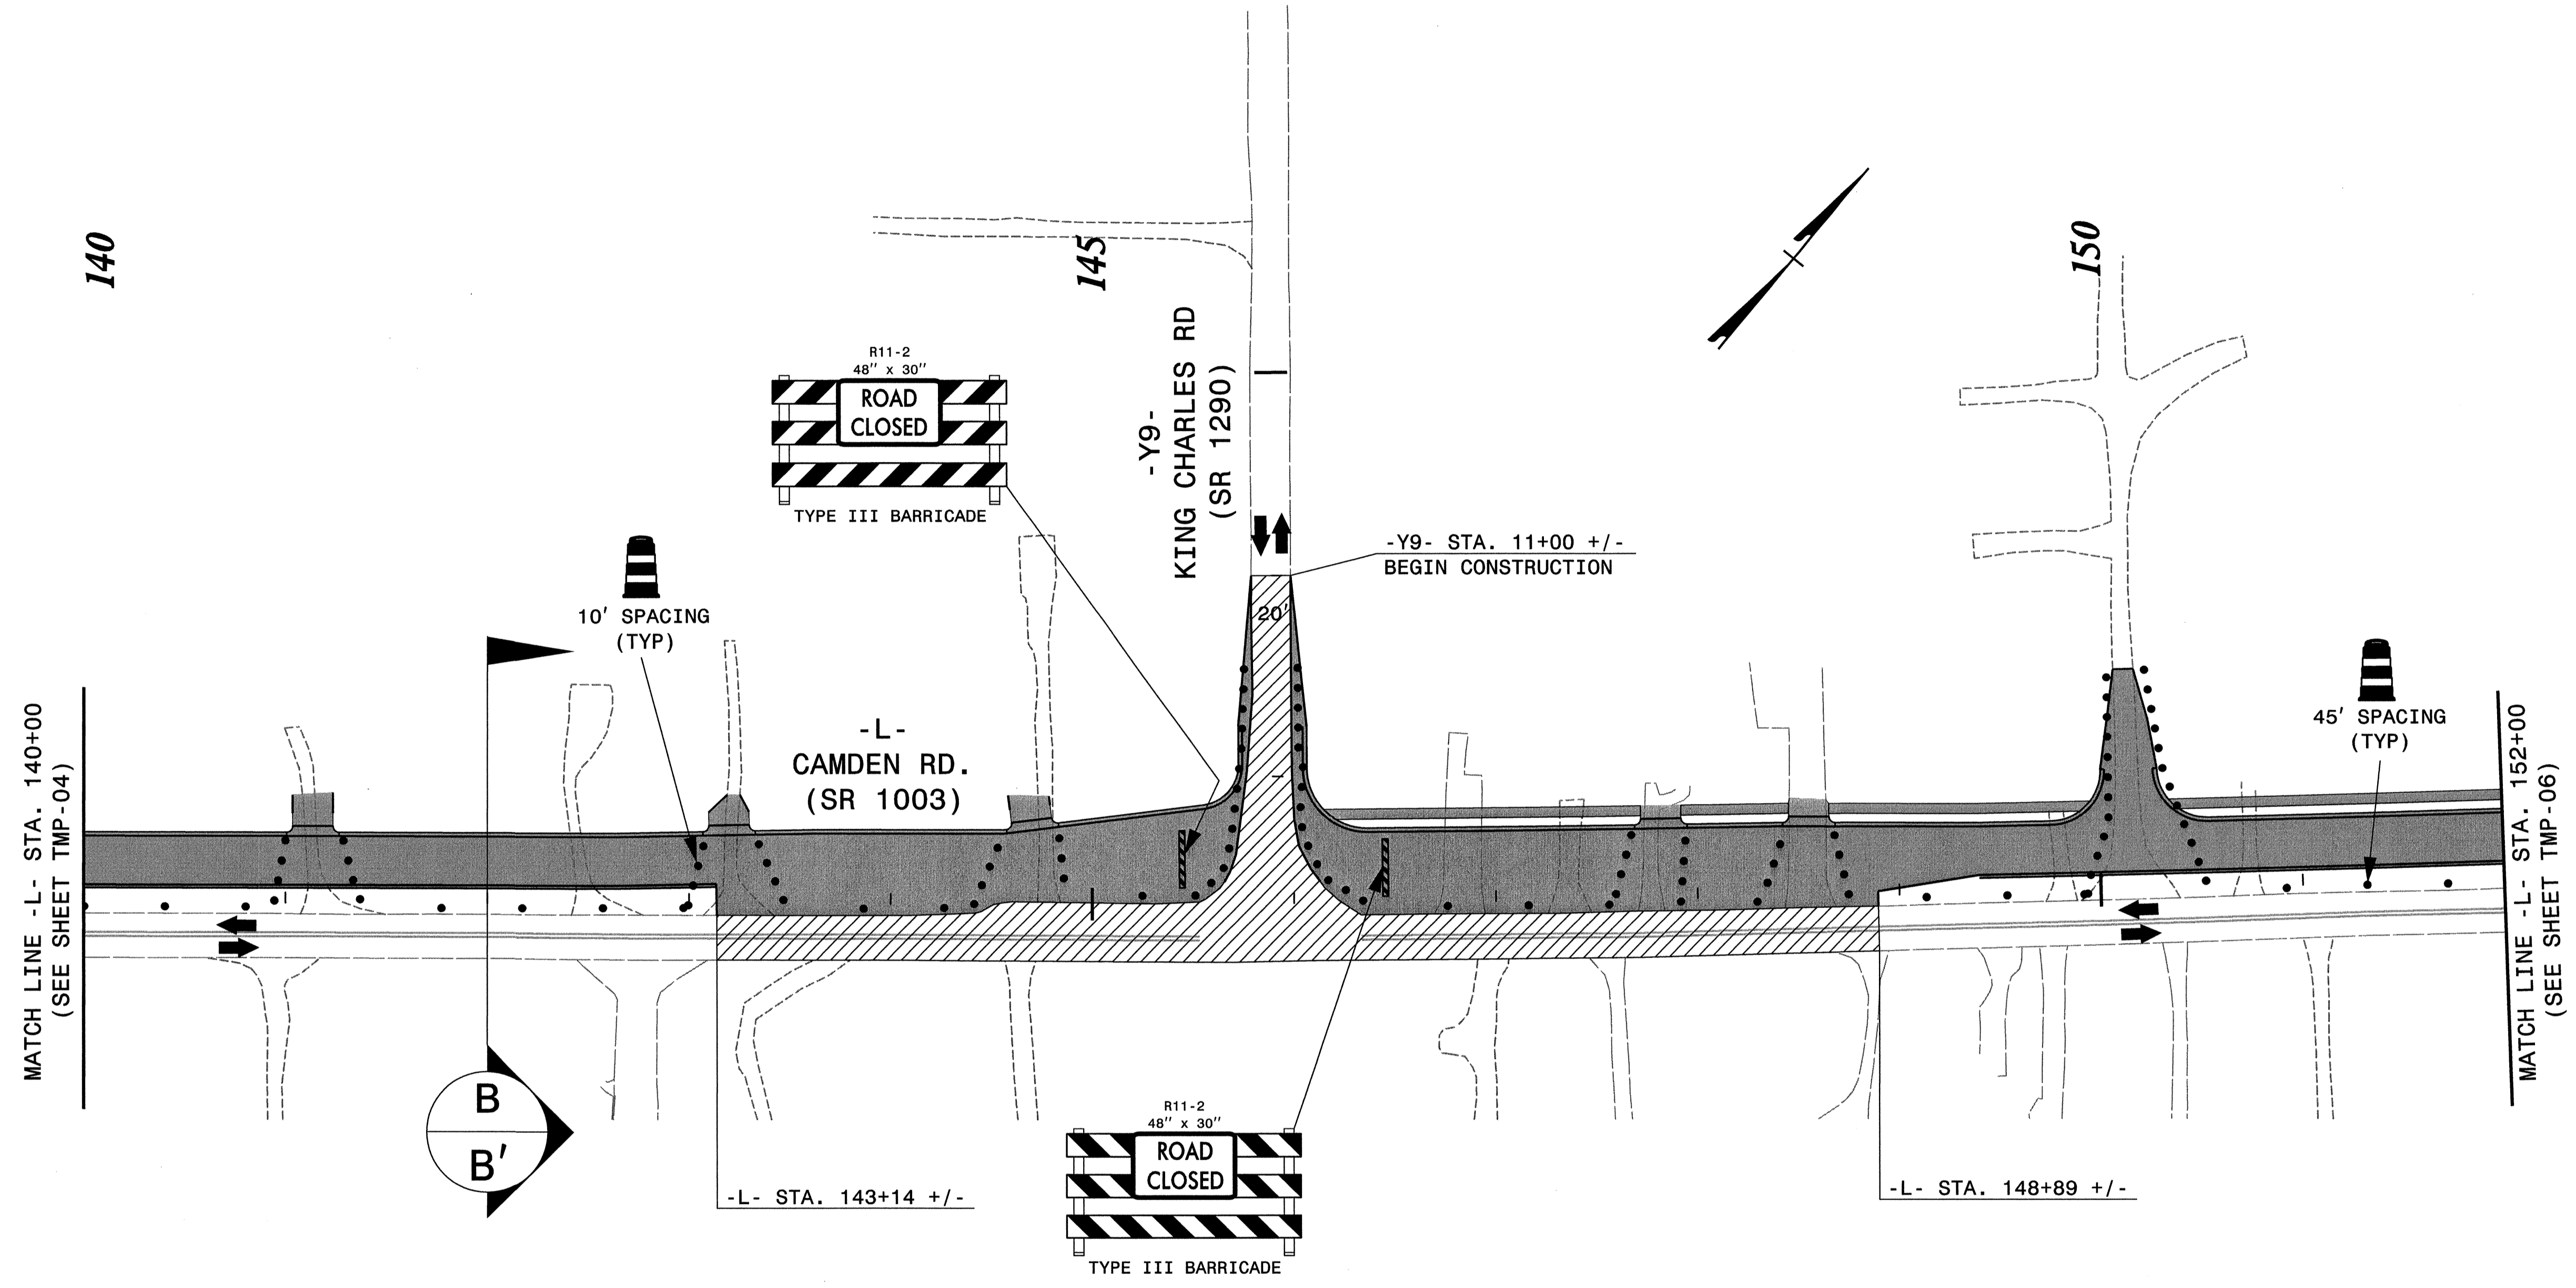 140
145
150
R11-2
48" x 30"
ROAD
CLOSED
TYPE III BARRICADE
-Y9-
KING CHARLES RD
(SR 1290)
-Y9- STA. 11+00 +/-
BEGIN CONSTRUCTION
20'
10' SPACING
(TYP)
-L-
CAMDEN RD.
(SR 1003)
45' SPACING
(TYP)
MATCH LINE -L- STA. 140+00
(SEE SHEET TMP-04)
MATCH LINE -L- STA. 152+00
(SEE SHEET TMP-06)
B
B'
-L- STA. 143+14 +/-
R11-2
48" x 30"
ROAD
CLOSED
TYPE III BARRICADE
-L- STA. 148+89 +/-